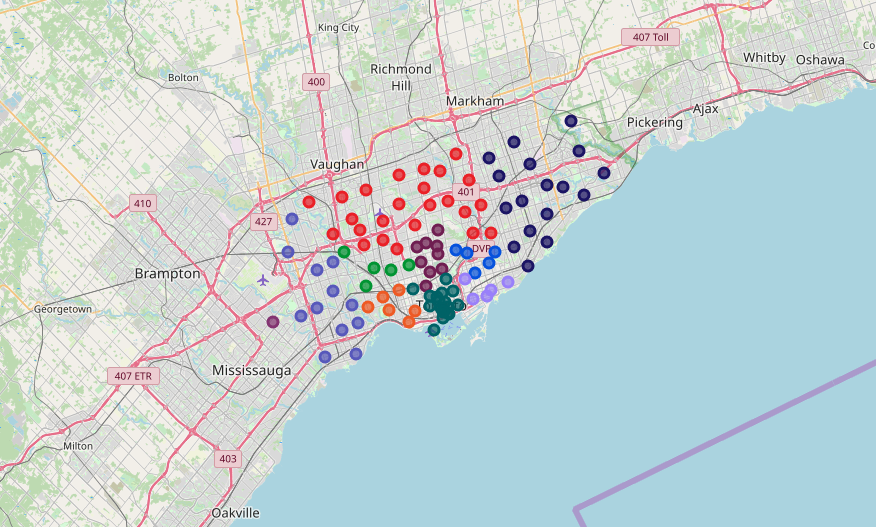 King City
407 Toll
Whitby
Oshawa
Bolton
Richmond
Hill
400
Markham
Ajax
Pickering
Vaughan
401
410
427
DVP
Brampton
Georgetown
Mississauga
407 ETR
Milton
403
Oakville